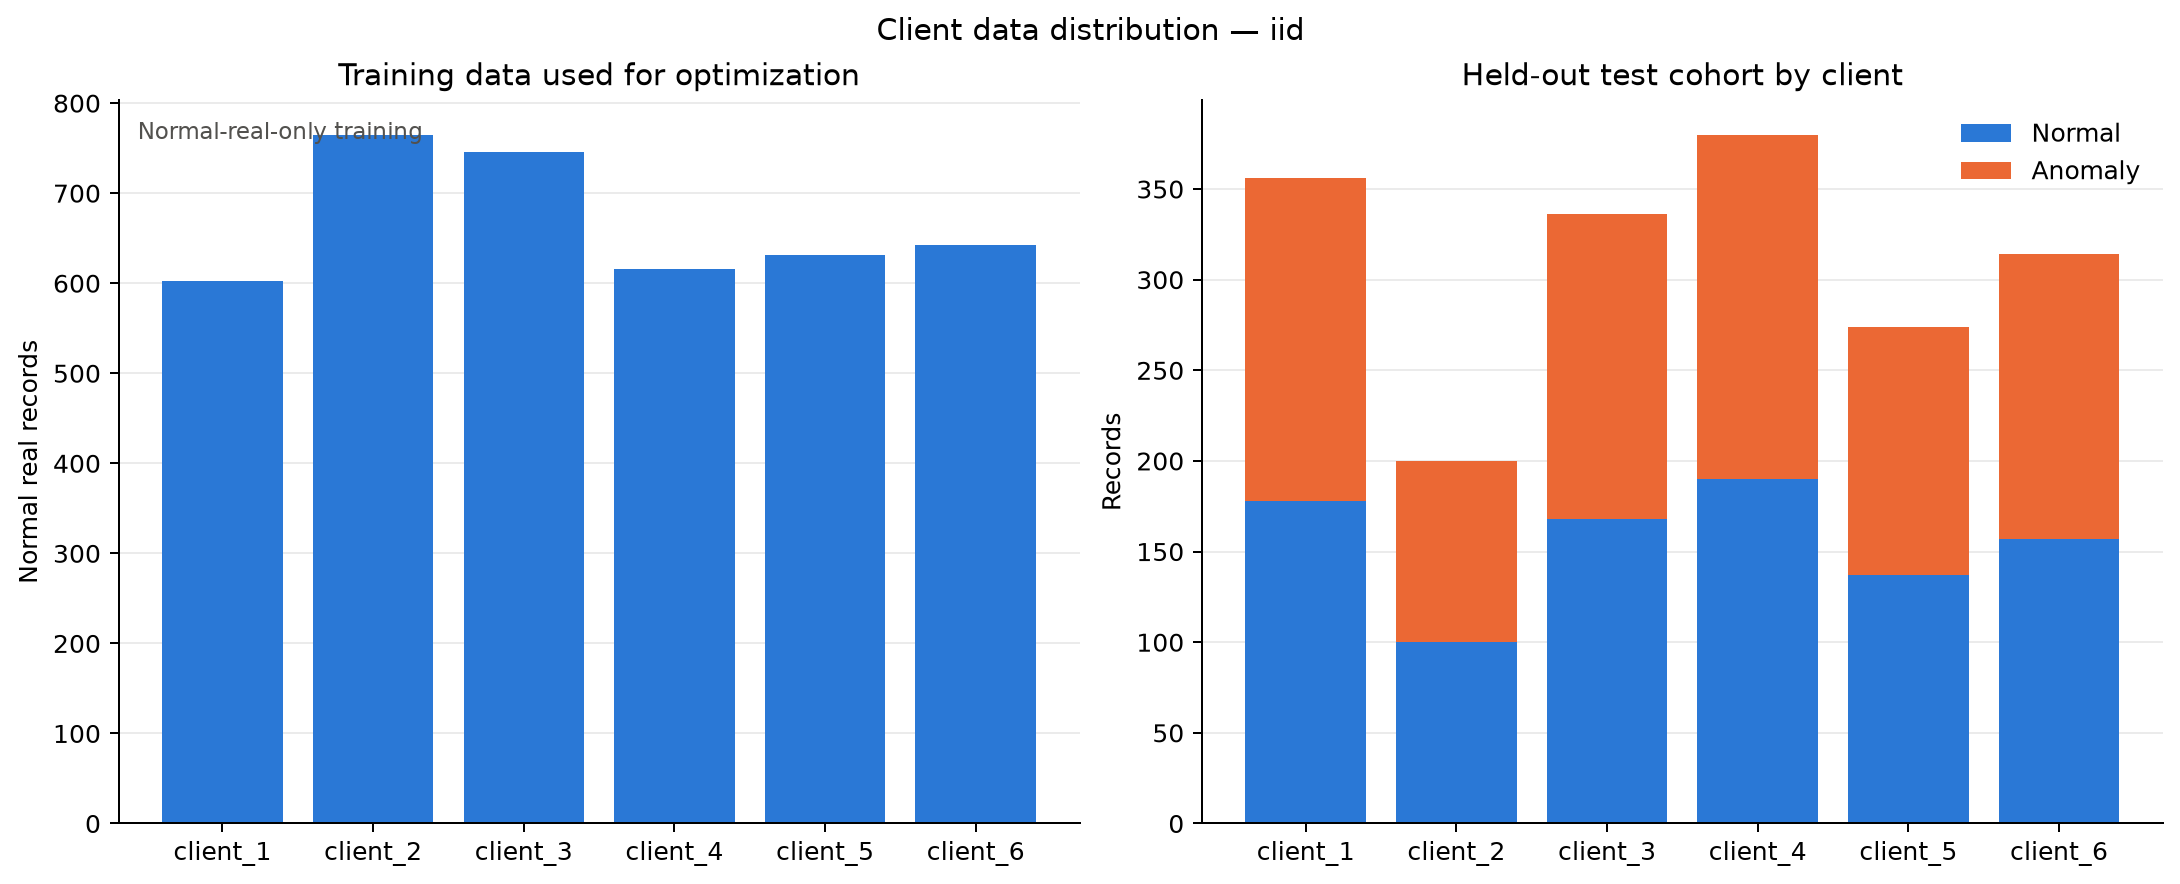 Client data distribution — iid
Training data used for optimization
Normal-real-only training
Normal real records
800
700
600
500
400
300
200
100
0
client_1 client_2 client_3 client_4 client_5 client_6
Held-out test cohort by client
Normal
Anomaly
Records
350
300
250
200
150
100
50
0
client_1 client_2 client_3 client_4 client_5 client_6